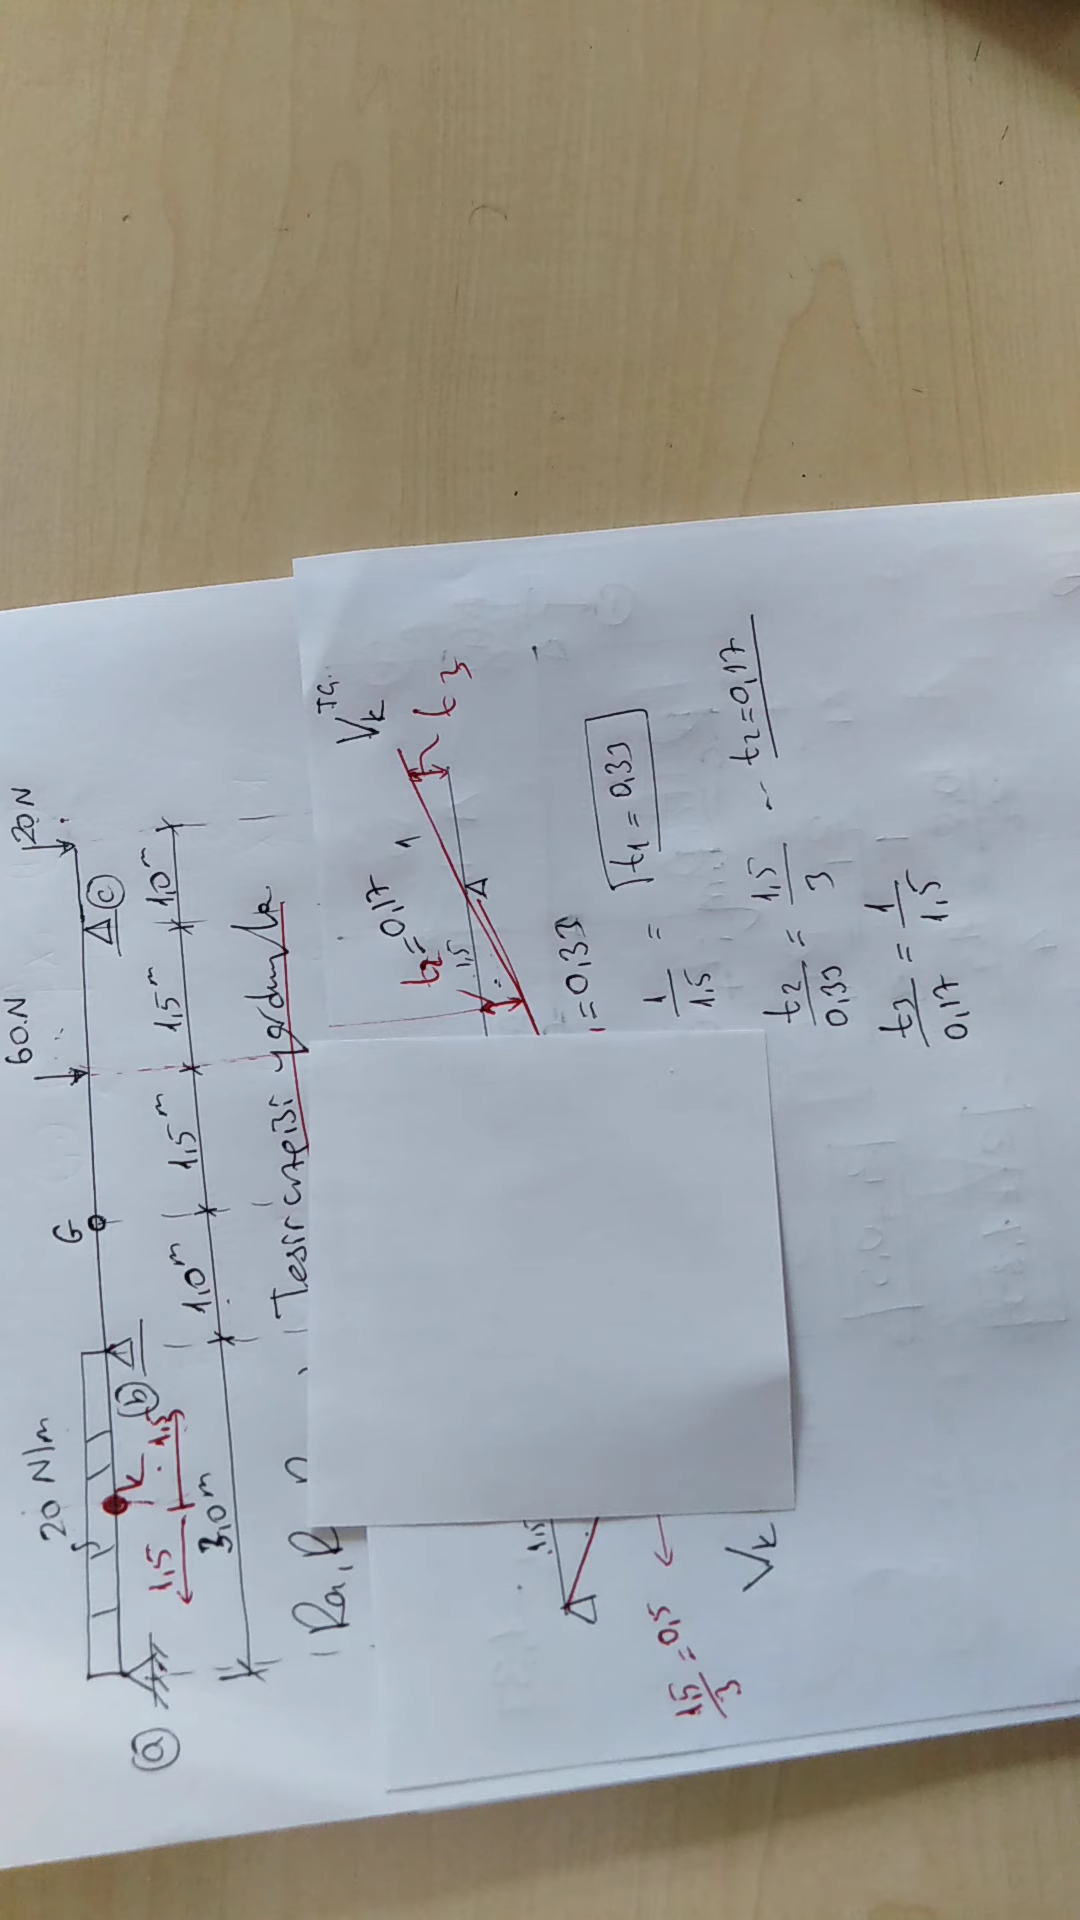 20 N/m
60.N
120.N
G
k
1.5
1.5
a
b
c
3,0m
1,0m
1,5m
1,5m
1,0m
Tesir çizgisi yardımı
Ra,
Vk T.Ç.
t2=0,17
1
t3
1.5
1,5
=0,33
1,5/3 = 0,5
Vk
1/1.5 =
t1 = 0,33
t2/0,33 = 1,5/3
t2=0,17
t3/0,17 = 1/1.5